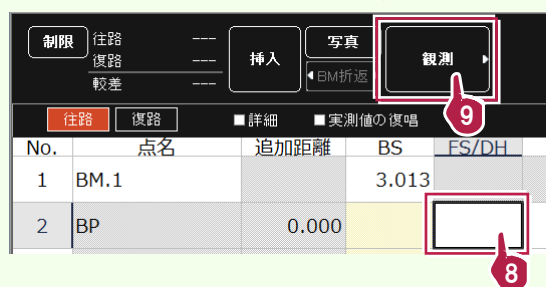 制限 往路 --- 挿入 写真 観測
復路 --- BM折返
較差 ---
9
往路 復路 詳細 実測値の復唱
No. 点名 追加距離 BS FS/DH
1 BM.1 3.013
2 BP 0.000
8